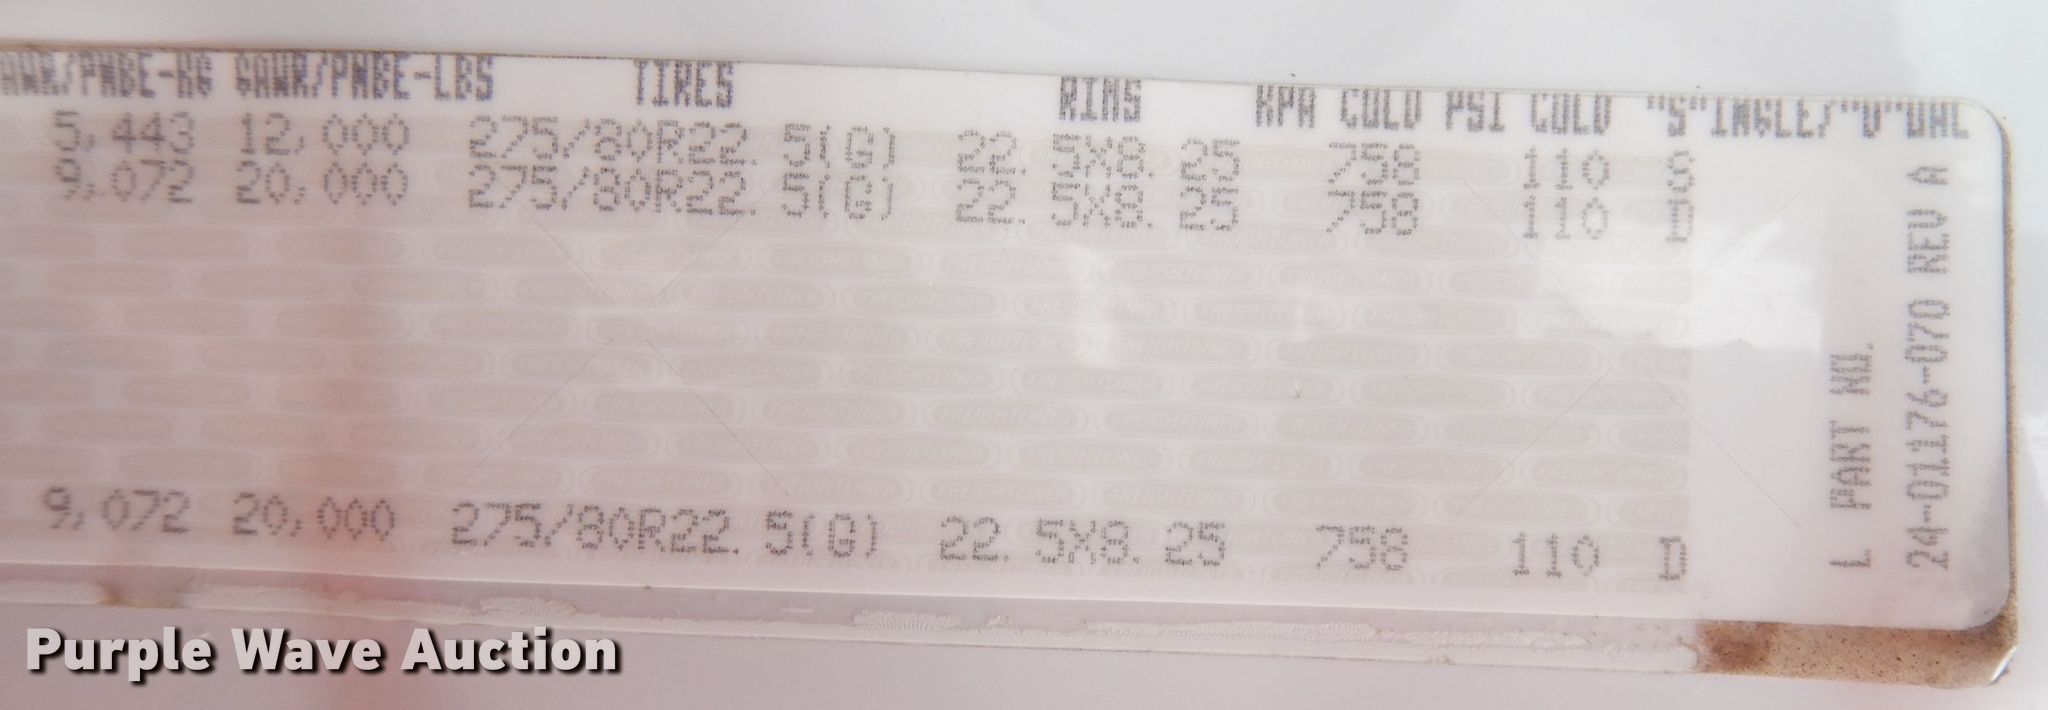 GAWR/PNBE-KG GAWR/PNBE-LBS TIRES RIMS KPA COLD PSI COLD "S"INGLE/"D"UAL
5,443 12,000 275/80R22.5(G) 22.5X8.25 758 110 S
9,072 20,000 275/80R22.5(G) 22.5X8.25 758 110 D
FREIGHTLINER
9,072 20,000 275/80R22.5(G) 22.5X8.25 758 110 D
L PART NO.
24-01176-070 REV A
Purple Wave Auction